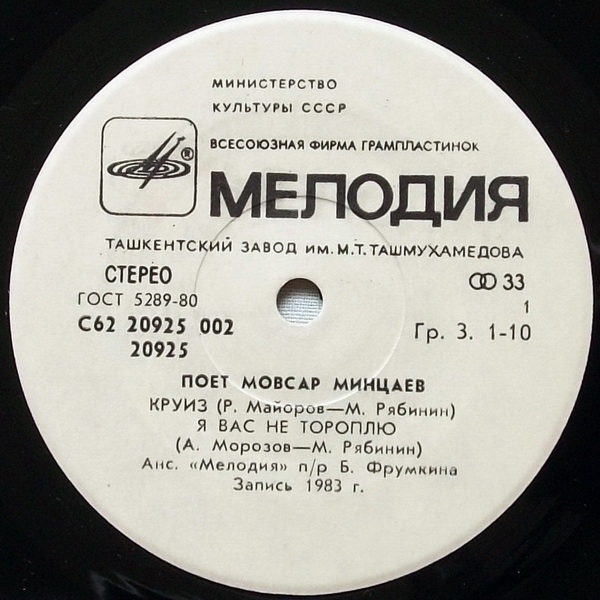 МИНИСТЕРСТВО
КУЛЬТУРЫ СССР
ВСЕСОЮЗНАЯ ФИРМА ГРАМПЛАСТИНОК
®
МЕЛОДИЯ
ТАШКЕНТСКИЙ ЗАВОД ИМ. М.Т. ТАШМУХАМЕДОВА
СТЕРЕО
33
ГОСТ 5289-80
1
С62 20925 002
Гр. 3. 1-10
20925
ПОЕТ МОВСАР МИНЦАЕВ
КРУИЗ (Р. Майоров—М. Рябинин)
Я ВАС НЕ ТОРОПЛЮ
(А. Морозов—М. Рябинин)
Анс. «Мелодия» п/р Б. Фрумкина
Запись 1983 г.